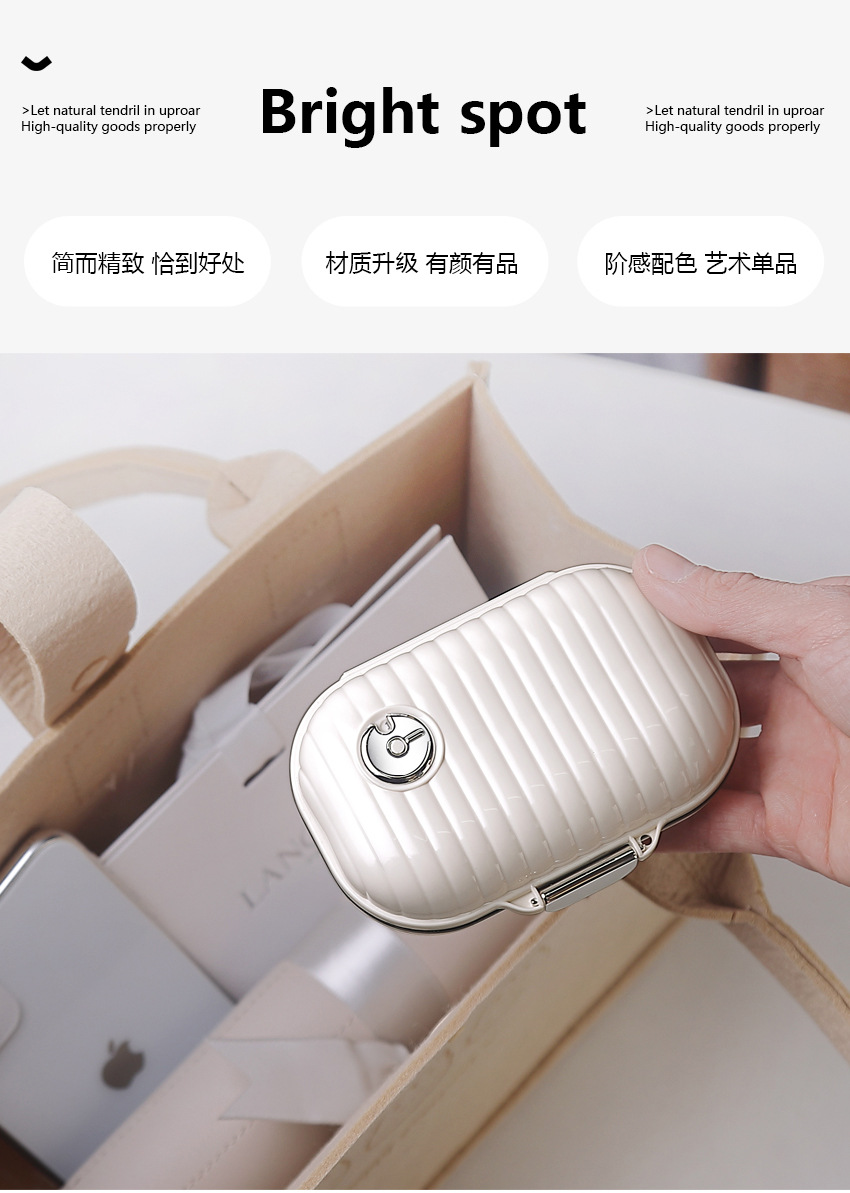 >Let natural tendril in uproar
High-quality goods properly
Bright spot
>Let natural tendril in uproar
High-quality goods properly
简而精致 恰到好处
材质升级 有颜有品
阶感配色 艺术单品